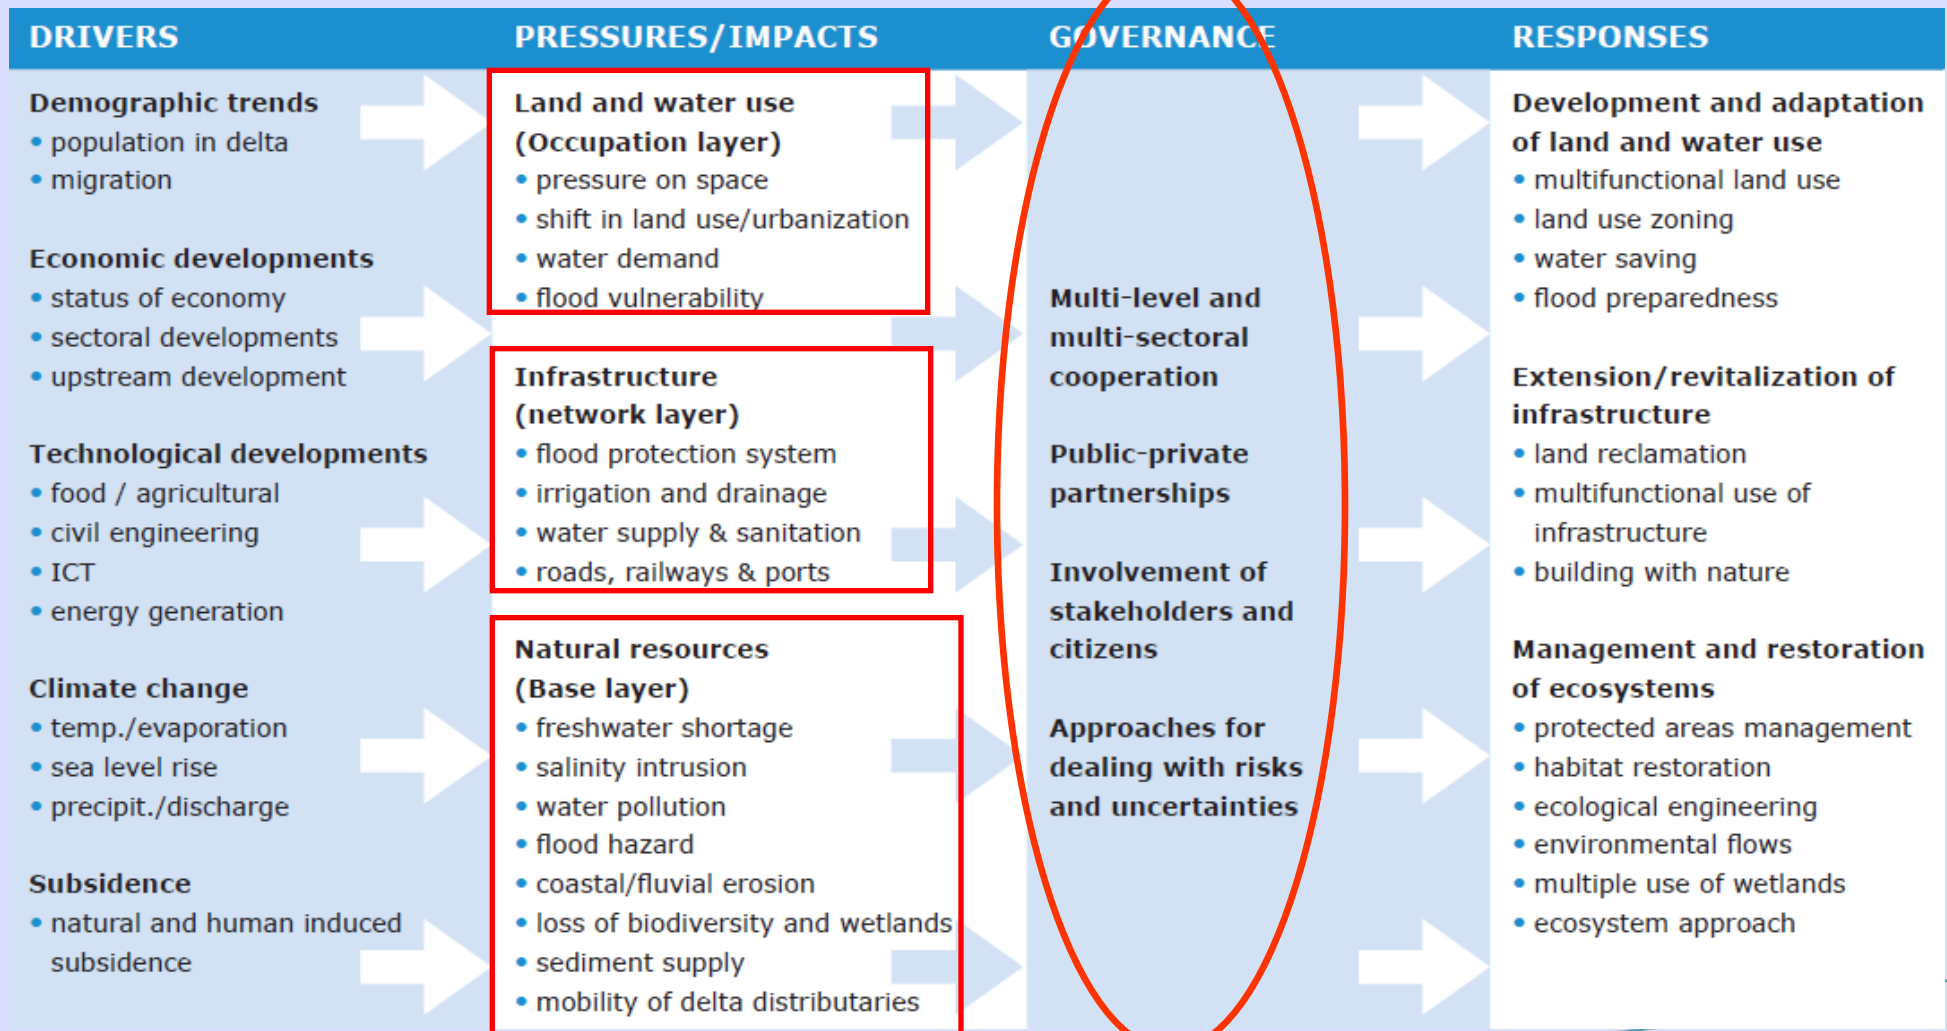 DRIVERS
PRESSURES/IMPACTS
GOVERNANCE
RESPONSES
Demographic trends
• population in delta
• migration
Economic developments
• status of economy
• sectoral developments
• upstream development
Technological developments
• food / agricultural
• civil engineering
• ICT
• energy generation
Climate change
• temp./evaporation
• sea level rise
• precipit./discharge
Subsidence
• natural and human induced
subsidence
Land and water use
(Occupation layer)
• pressure on space
• shift in land use/urbanization
• water demand
• flood vulnerability
Infrastructure
(network layer)
• flood protection system
• irrigation and drainage
• water supply & sanitation
• roads, railways & ports
Natural resources
(Base layer)
• freshwater shortage
• salinity intrusion
• water pollution
• flood hazard
• coastal/fluvial erosion
• loss of biodiversity and wetlands
• sediment supply
• mobility of delta distributaries
Multi-level and
multi-sectoral
cooperation
Public-private
partnerships
Involvement of
stakeholders and
citizens
Approaches for
dealing with risks
and uncertainties
Development and adaptation
of land and water use
• multifunctional land use
• land use zoning
• water saving
• flood preparedness
Extension/revitalization of
infrastructure
• land reclamation
• multifunctional use of
infrastructure
• building with nature
Management and restoration
of ecosystems
• protected areas management
• habitat restoration
• ecological engineering
• environmental flows
• multiple use of wetlands
• ecosystem approach